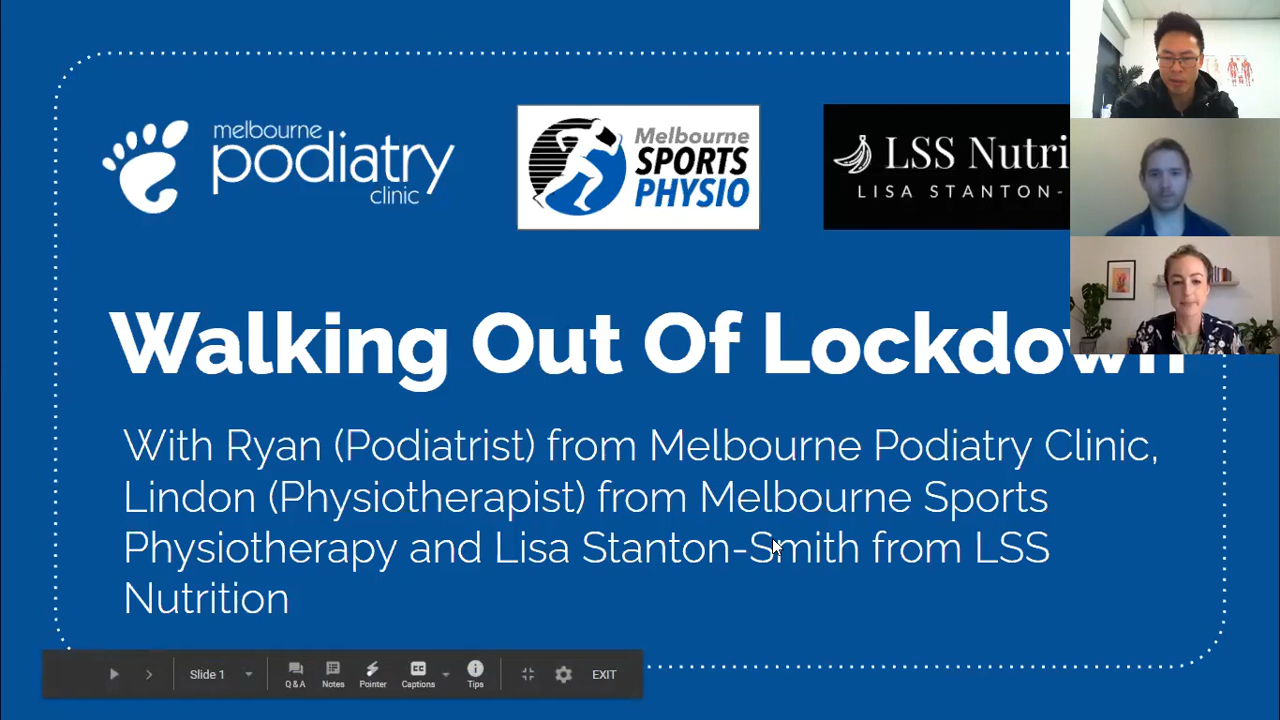 melbourne
podiatry
clinic
Melbourne
SPORTS
PHYSIO
LSS Nutri
LISA STANTON-
Walking Out Of Lockdown
With Ryan (Podiatrist) from Melbourne Podiatry Clinic,
Lindon (Physiotherapist) from Melbourne Sports
Physiotherapy and Lisa Stanton-Smith from LSS
Nutrition
Slide 1
Q & A
Notes
Pointer
CC
Captions
Tips
EXIT